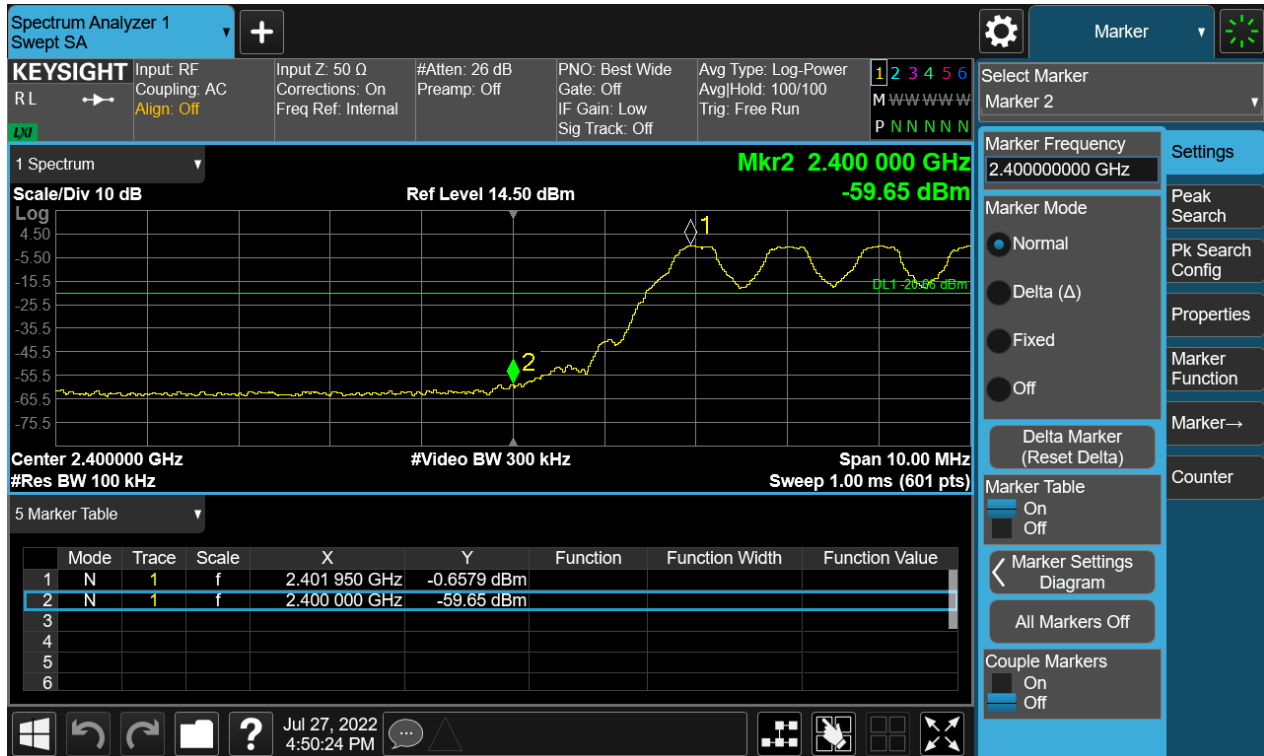 Spectrum Analyzer 1
Swept SA
+
Marker
KEYSIGHT
R L
LXI
Input: RF
Coupling: AC
Align: Off
Input Z: 50 Ω
Corrections: On
Freq Ref: Internal
#Atten: 26 dB
Preamp: Off
PNO: Best Wide
Gate: Off
IF Gain: Low
Sig Track: Off
Avg Type: Log-Power
Avg|Hold: 100/100
Trig: Free Run
1 2 3 4 5 6
M W W W W W W
P N N N N N N
Select Marker
Marker 2
1 Spectrum
Mkr2 2.400 000 GHz
-59.65 dBm
Scale/Div 10 dB
Ref Level 14.50 dBm
Log
4.50
-5.50
-15.5
-25.5
-35.5
-45.5
-55.5
-65.5
-75.5
1
2
DL1 -20.66 dBm
Center 2.400000 GHz
#Video BW 300 kHz
Span 10.00 MHz
#Res BW 100 kHz
Sweep 1.00 ms (601 pts)
5 Marker Table
Mode Trace Scale X Y Function Function Width Function Value
1 N 1 f 2.401 950 GHz -0.6579 dBm
2 N 1 f 2.400 000 GHz -59.65 dBm
3
4
5
6
Marker Frequency
2.400000000 GHz
Marker Mode
Normal
Delta (Δ)
Fixed
Off
Delta Marker
(Reset Delta)
Marker Table
On
Off
Marker Settings
Diagram
All Markers Off
Couple Markers
On
Off
Settings
Peak
Search
Pk Search
Config
Properties
Marker
Function
Marker→
Counter
?
Jul 27, 2022
4:50:24 PM